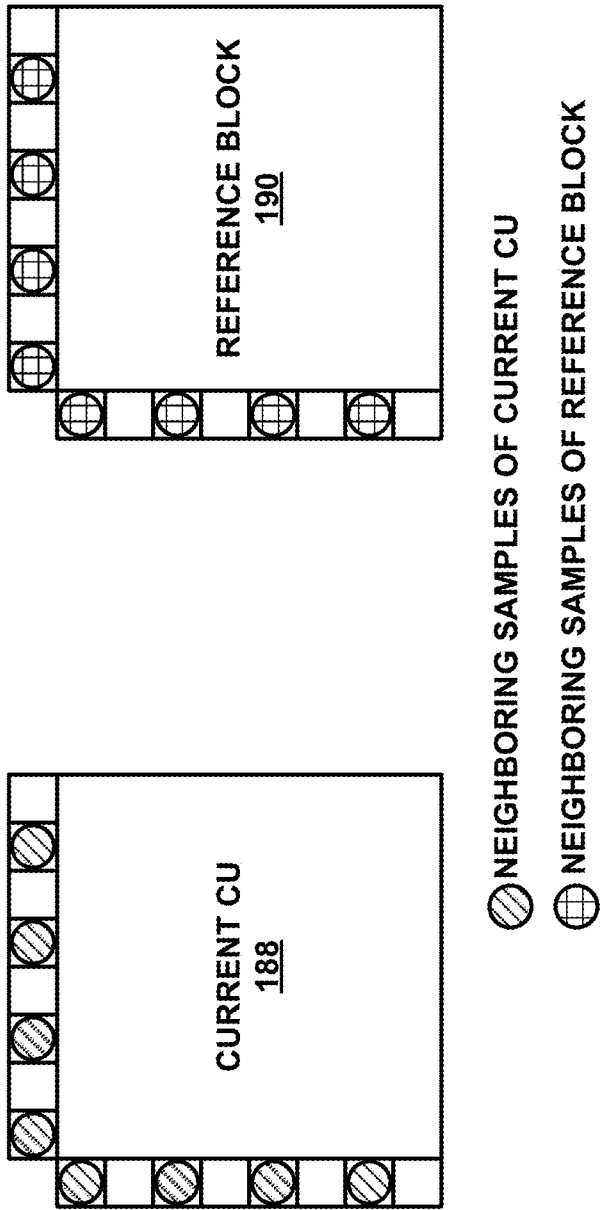 CURRENT CU
188
REFERENCE BLOCK
190
NEIGHBORING SAMPLES OF CURRENT CU
NEIGHBORING SAMPLES OF REFERENCE BLOCK